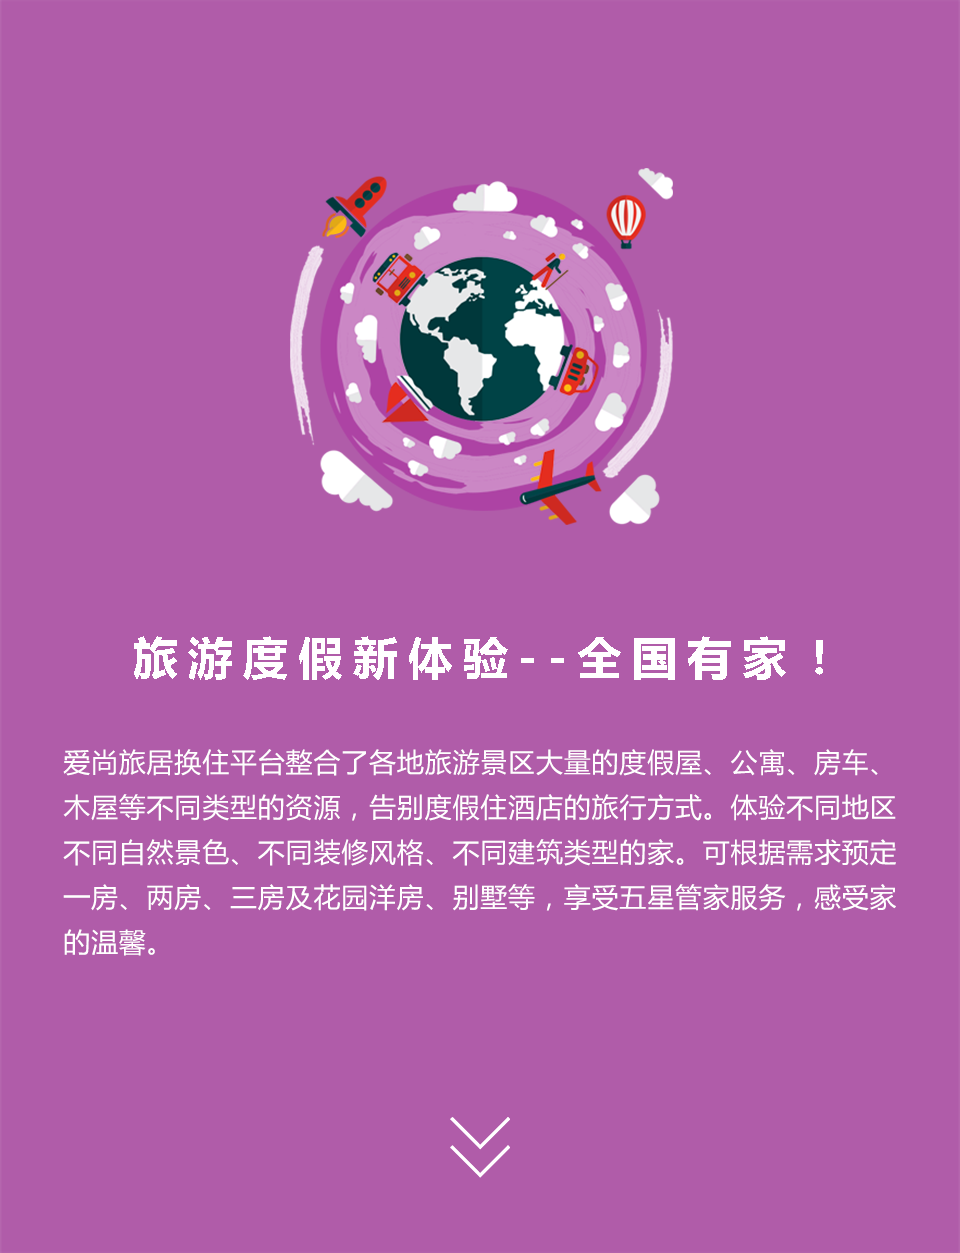 旅游度假新体验--全国有家！
爱尚旅居换住平台整合了各地旅游景区大量的度假屋、公寓、房车、
木屋等不同类型的资源，告别度假住酒店的旅行方式。体验不同地区
不同自然景色、不同装修风格、不同建筑类型的家。可根据需求预定
一房、两房、三房及花园洋房、别墅等，享受五星管家服务，感受家
的温馨。